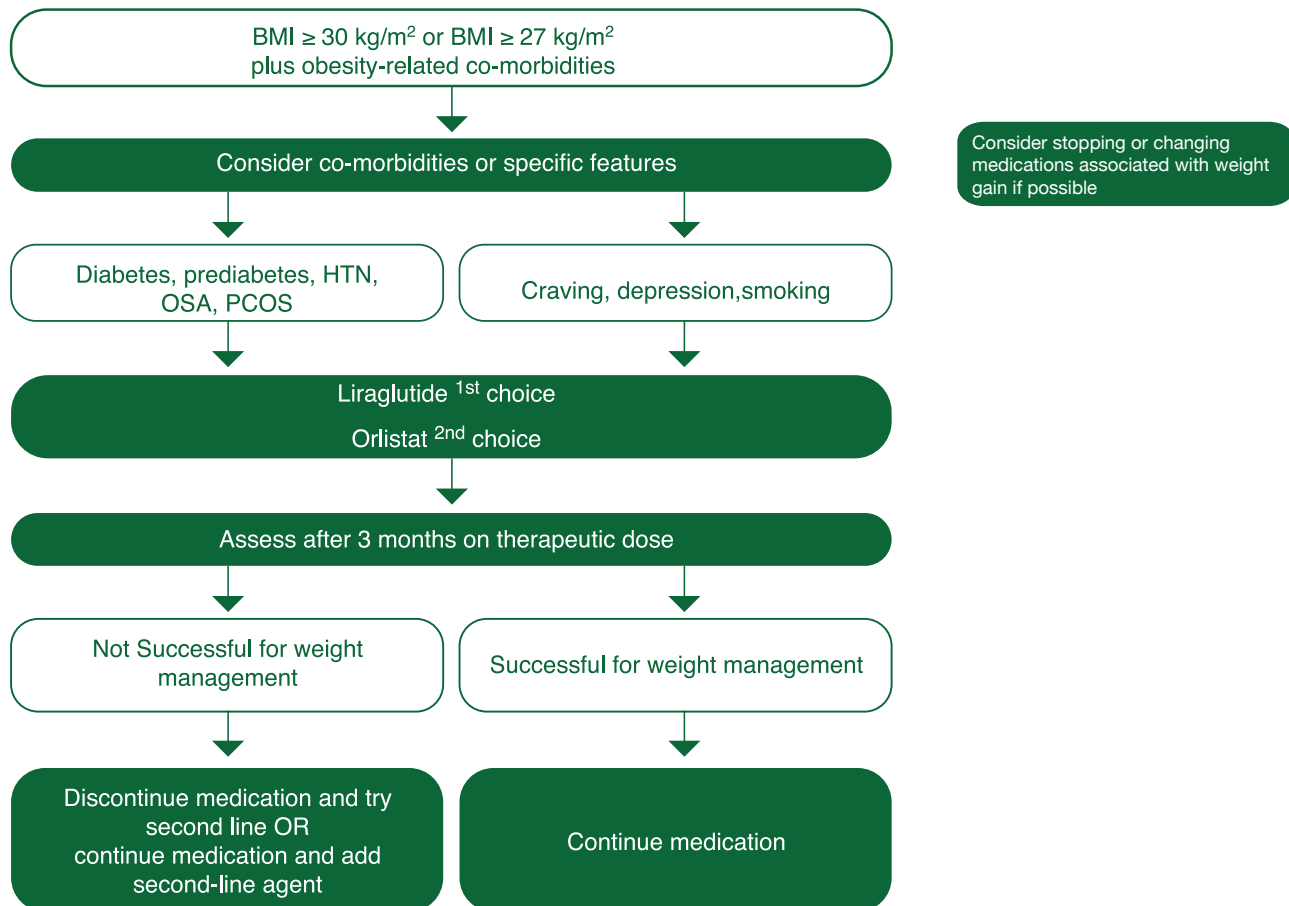 BMI ≥ 30 kg/m² or BMI ≥ 27 kg/m²
plus obesity-related co-morbidities
Consider co-morbidities or specific features
Consider stopping or changing
medications associated with weight
gain if possible
Diabetes, prediabetes, HTN,
OSA, PCOS
Craving, depression,smoking
Liraglutide 1st choice
Orlistat 2nd choice
Assess after 3 months on therapeutic dose
Not Successful for weight
management
Successful for weight management
Discontinue medication and try
second line OR
continue medication and add
second-line agent
Continue medication